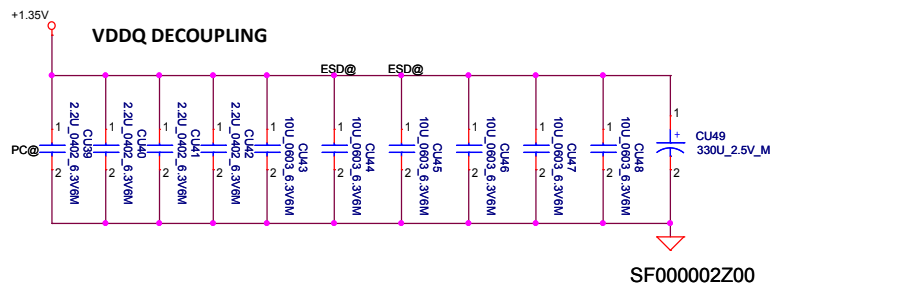 +1.35V
VDDQ DECOUPLING
ESD@
ESD@
PC@
1
2
CU39
2.2U_0402_6.3V6M
1
2
CU40
2.2U_0402_6.3V6M
1
2
CU41
2.2U_0402_6.3V6M
1
2
CU42
2.2U_0402_6.3V6M
1
2
CU43
10U_0603_6.3V6M
1
2
CU44
10U_0603_6.3V6M
1
2
CU45
10U_0603_6.3V6M
1
2
CU46
10U_0603_6.3V6M
1
2
CU47
10U_0603_6.3V6M
1
2
CU48
10U_0603_6.3V6M
1
+
2
CU49
330U_2.5V_M
SF000002Z00